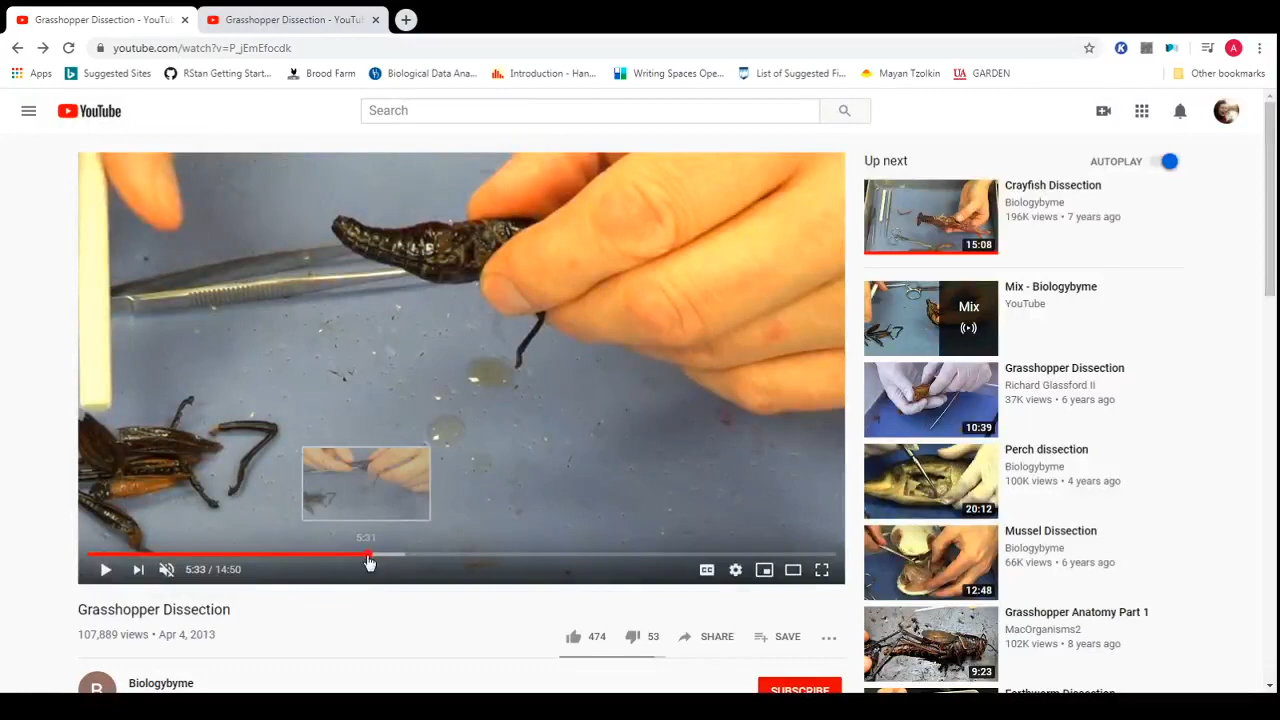 Grasshopper Dissection - YouTu
Grasshopper Dissection - YouTu
youtube.com/watch?v=P_jEmEfocdk
A
Apps
Suggested Sites
RStan Getting Start...
Brood Farm
Biological Data Ana...
Introduction - Han...
Writing Spaces Ope...
List of Suggested Fi...
Mayan Tzolkin
UA GARDEN
Other bookmarks
YouTube
Search
Up next
AUTOPLAY
Crayfish Dissection
Biologybyme
196K views • 7 years ago
15:08
Mix - Biologybyme
YouTube
Mix
Grasshopper Dissection
Richard Glassford II
37K views • 6 years ago
10:39
Perch dissection
Biologybyme
100K views • 4 years ago
20:12
Mussel Dissection
Biologybyme
66K views • 6 years ago
12:48
Grasshopper Anatomy Part 1
MacOrganisms2
102K views • 8 years ago
9:23
5:31
5:33 / 14:50
CC
Grasshopper Dissection
107,889 views • Apr 4, 2013
474
53
SHARE
SAVE
B
Biologybyme
SUBSCRIBE
Earthworm Dissection